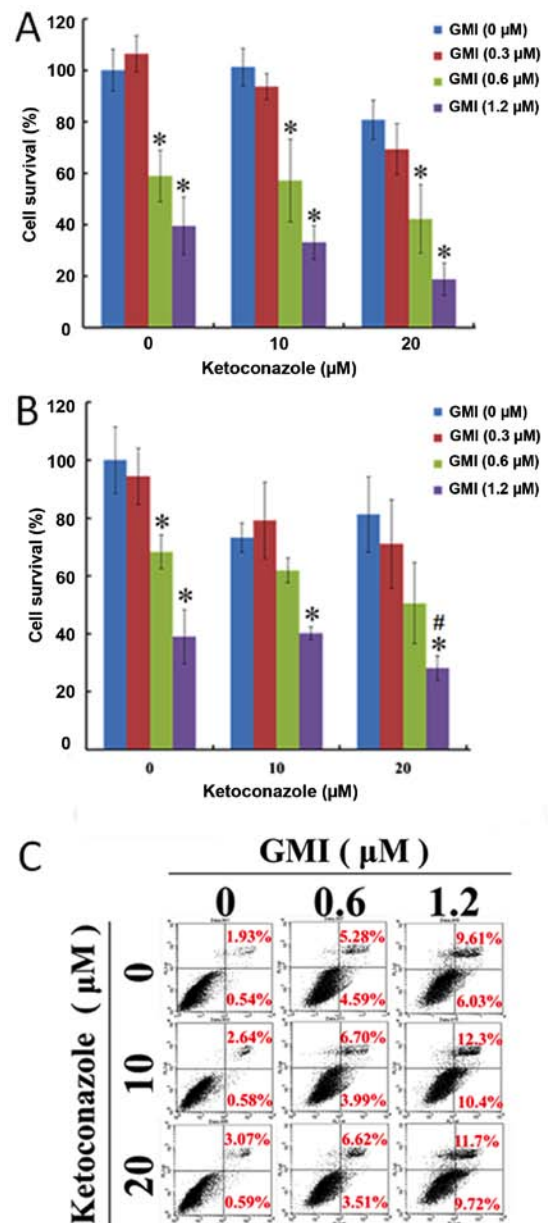 A
120
100
80
60
40
20
0
Cell survival (%)
GMI (0 μM)
GMI (0.3 μM)
GMI (0.6 μM)
GMI (1.2 μM)
* *
* *
* *
0 10 20
Ketoconazole (μM)
B
120
100
80
60
40
20
0
Cell survival (%)
GMI (0 μM)
GMI (0.3 μM)
GMI (0.6 μM)
GMI (1.2 μM)
* *
*
#
*
0 10 20
Ketoconazole (μM)
C
GMI ( μM )
0 0.6 1.2
Ketoconazole ( μM )
0
1.93% 5.28% 9.61%
0.54% 4.59% 6.03%
10
2.64% 6.70% 12.3%
0.58% 3.99% 10.4%
20
3.07% 6.62% 11.7%
0.59% 3.51% 9.72%